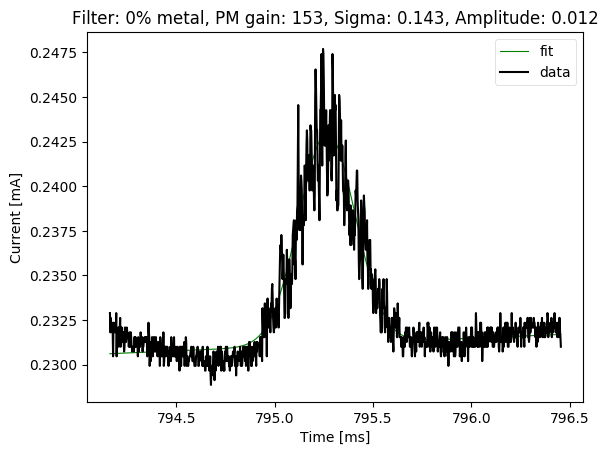 Filter: 0% metal, PM gain: 153, Sigma: 0.143, Amplitude: 0.012
fit
data
0.2475
0.2450
0.2425
0.2400
0.2375
0.2350
0.2325
0.2300
Current [mA]
794.5
795.0
795.5
796.0
796.5
Time [ms]